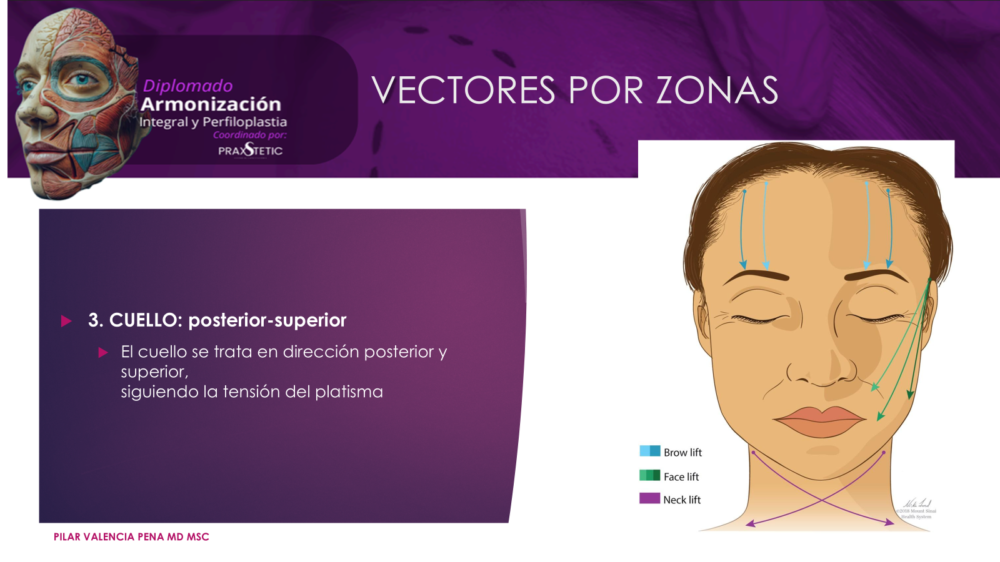 Diplomado
Armonización
Integral y Perfiloplastia
Coordinado por:
PRAXSTETIC
VECTORES POR ZONAS
3. CUELLO: posterior-superior
El cuello se trata en dirección posterior y
superior,
siguiendo la tensión del platisma
Brow lift
Face lift
Neck lift
©2018 Mount Sinai
Health System
PILAR VALENCIA PENA MD MSC